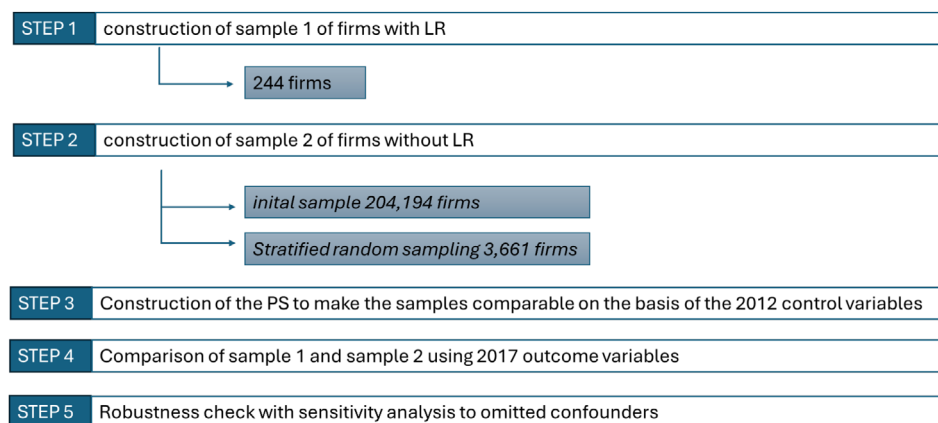 STEP 1 construction of sample 1 of firms with LR
244 firms
STEP 2 construction of sample 2 of firms without LR
inital sample 204,194 firms
Stratified random sampling 3,661 firms
STEP 3 Construction of the PS to make the samples comparable on the basis of the 2012 control variables
STEP 4 Comparison of sample 1 and sample 2 using 2017 outcome variables
STEP 5 Robustness check with sensitivity analysis to omitted confounders